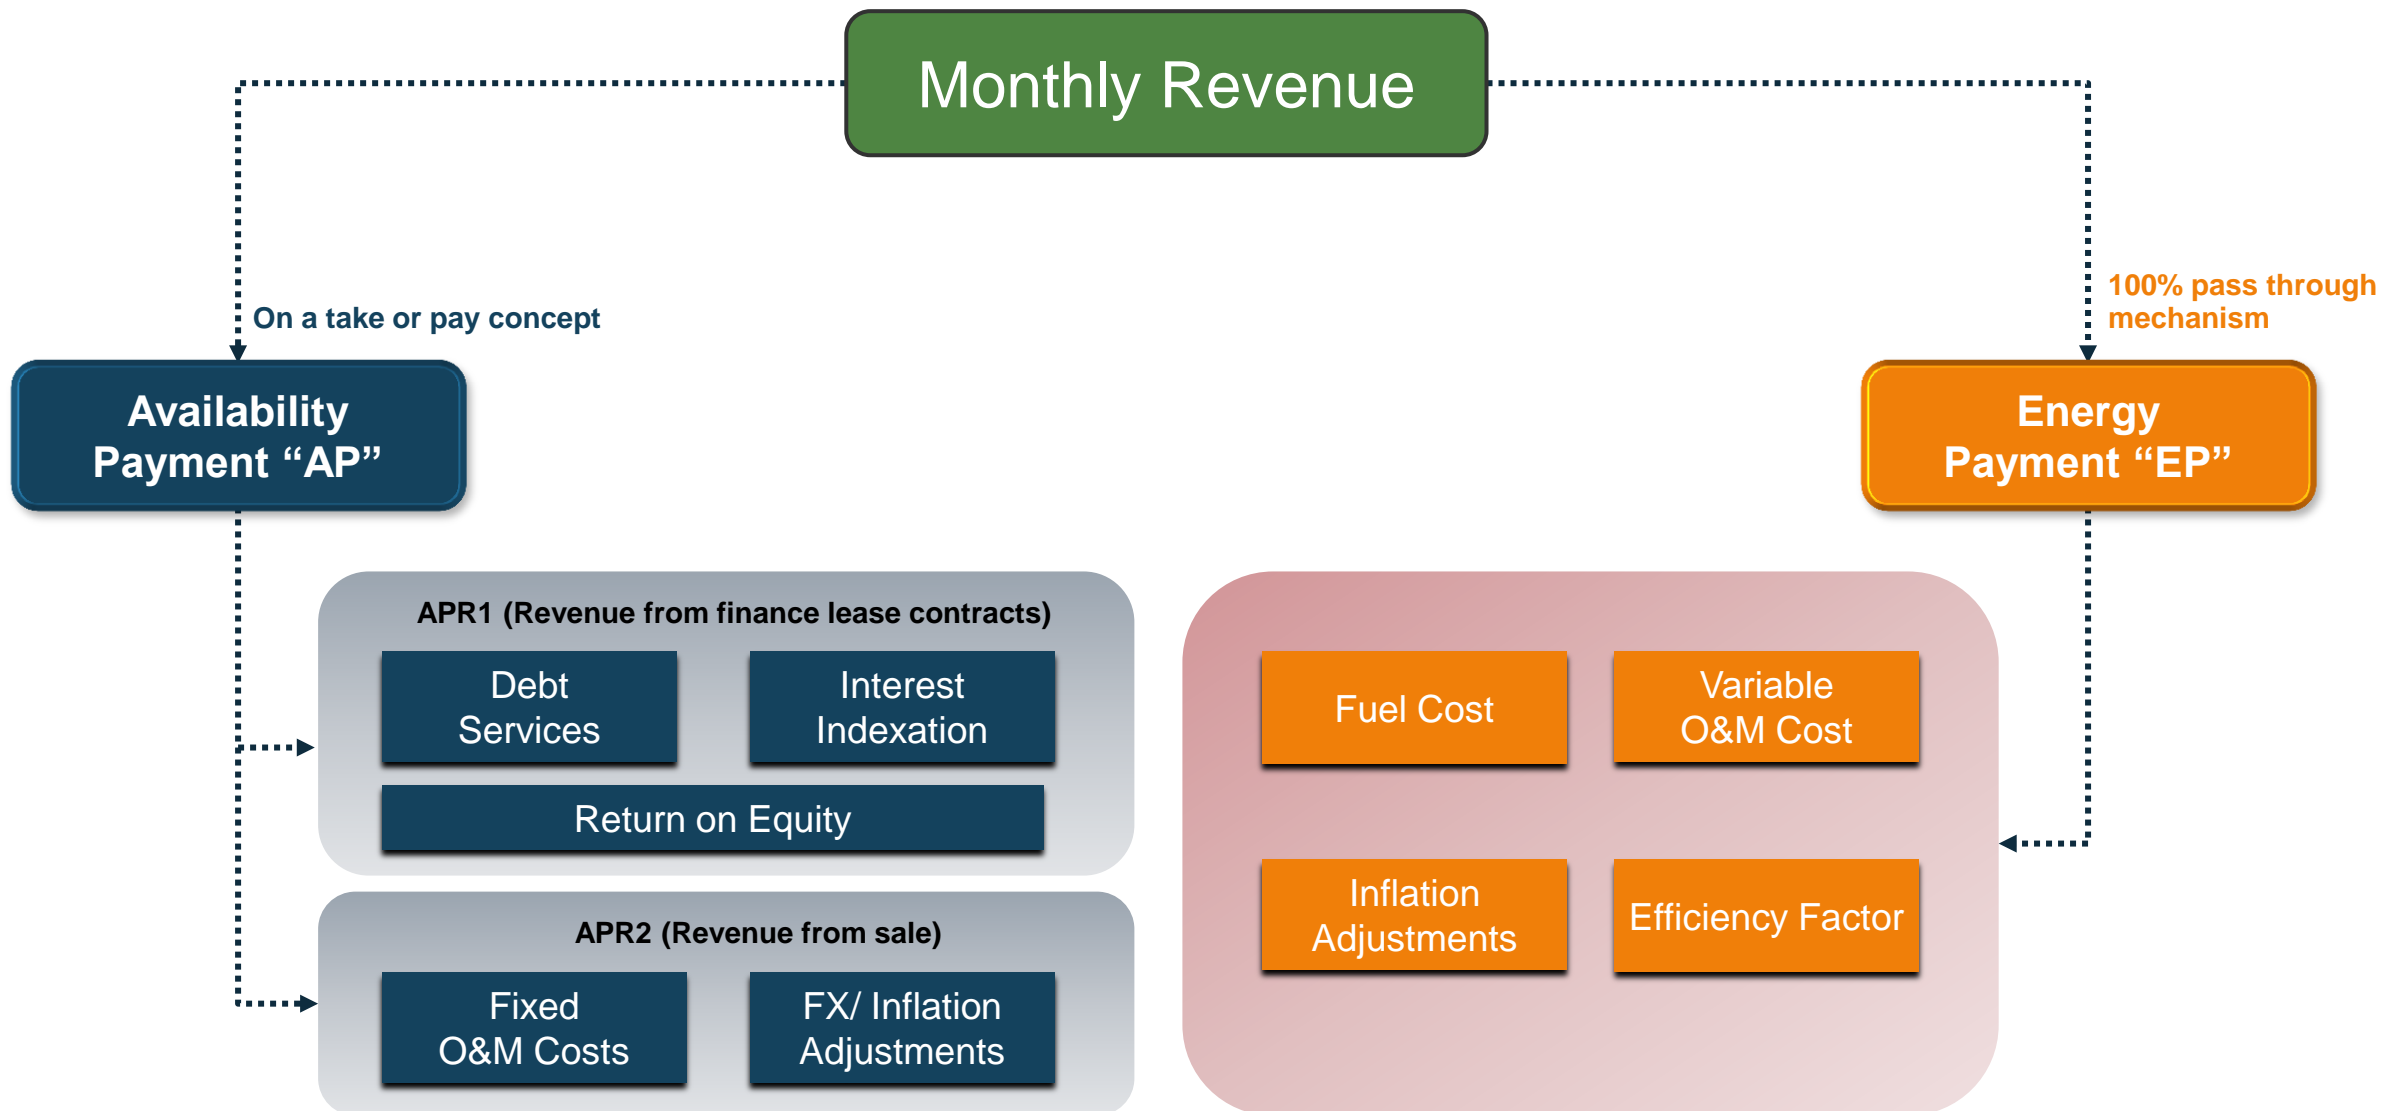 Monthly Revenue
On a take or pay concept
100% pass through
mechanism
Availability
Payment “AP”
Energy
Payment “EP”
APR1 (Revenue from finance lease contracts)
Debt
Services
Interest
Indexation
Return on Equity
APR2 (Revenue from sale)
Fixed
O&M Costs
FX/ Inflation
Adjustments
Fuel Cost
Variable
O&M Cost
Inflation
Adjustments
Efficiency Factor